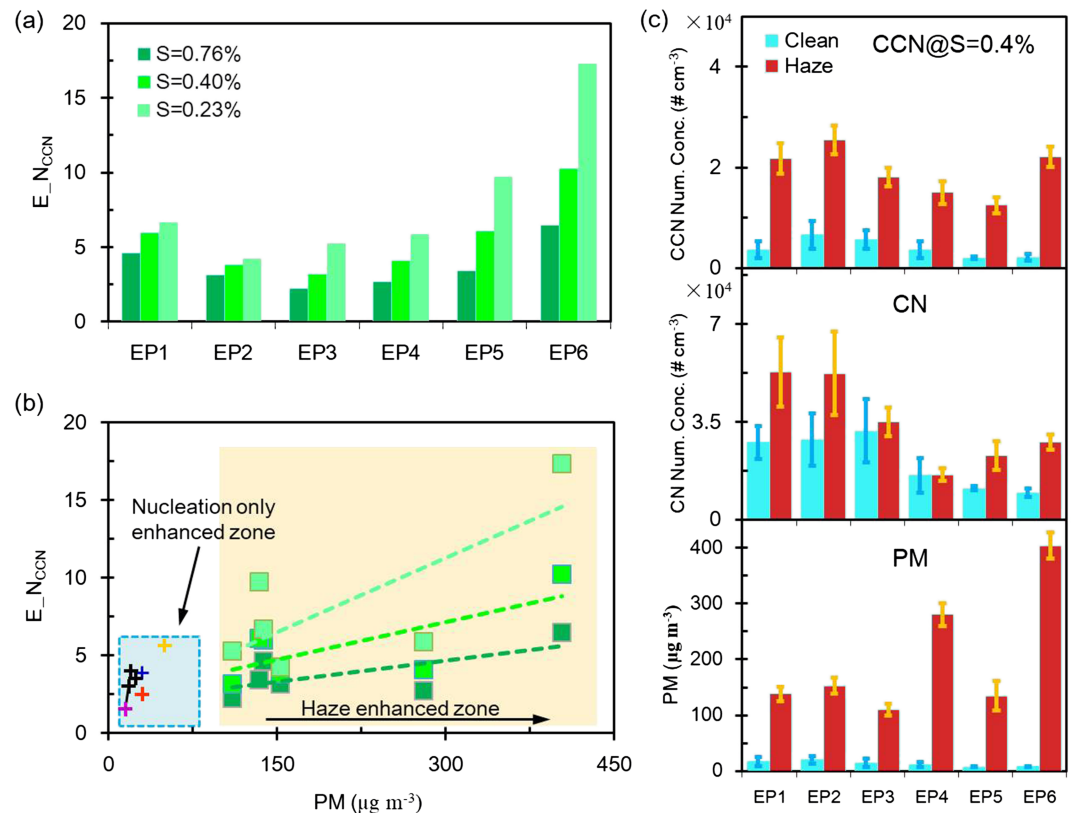 (a)
20
15
10
5
0
E_N_CCN
S=0.76%
S=0.40%
S=0.23%
EP1 EP2 EP3 EP4 EP5 EP6
(b)
20
15
10
5
0
E_N_CCN
Nucleation only
enhanced zone
Haze enhanced zone
0 150 300 450
PM (μg m⁻³)
(c)
×10⁴
Clean
Haze
CCN@S=0.4%
4
2
0
CCN Num. Conc. (# cm⁻³)
×10⁴
CN
7
3.5
0
CN Num. Conc. (# cm⁻³)
PM
400
300
200
100
0
PM (μg m⁻³)
EP1 EP2 EP3 EP4 EP5 EP6